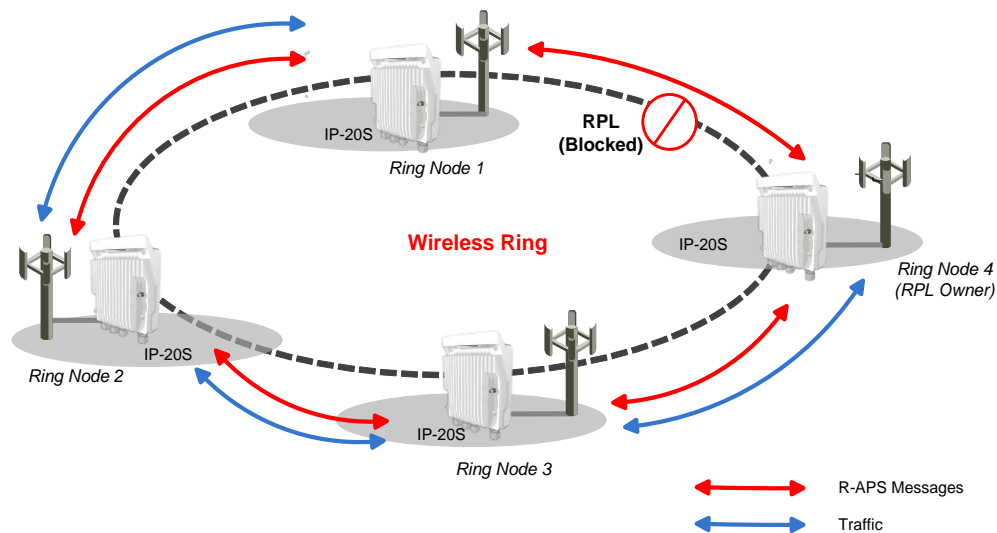 RPL
(Blocked)
IP-20S
Ring Node 1
Wireless Ring
IP-20S
Ring Node 4
(RPL Owner)
IP-20S
Ring Node 2
IP-20S
Ring Node 3
R-APS Messages
Traffic